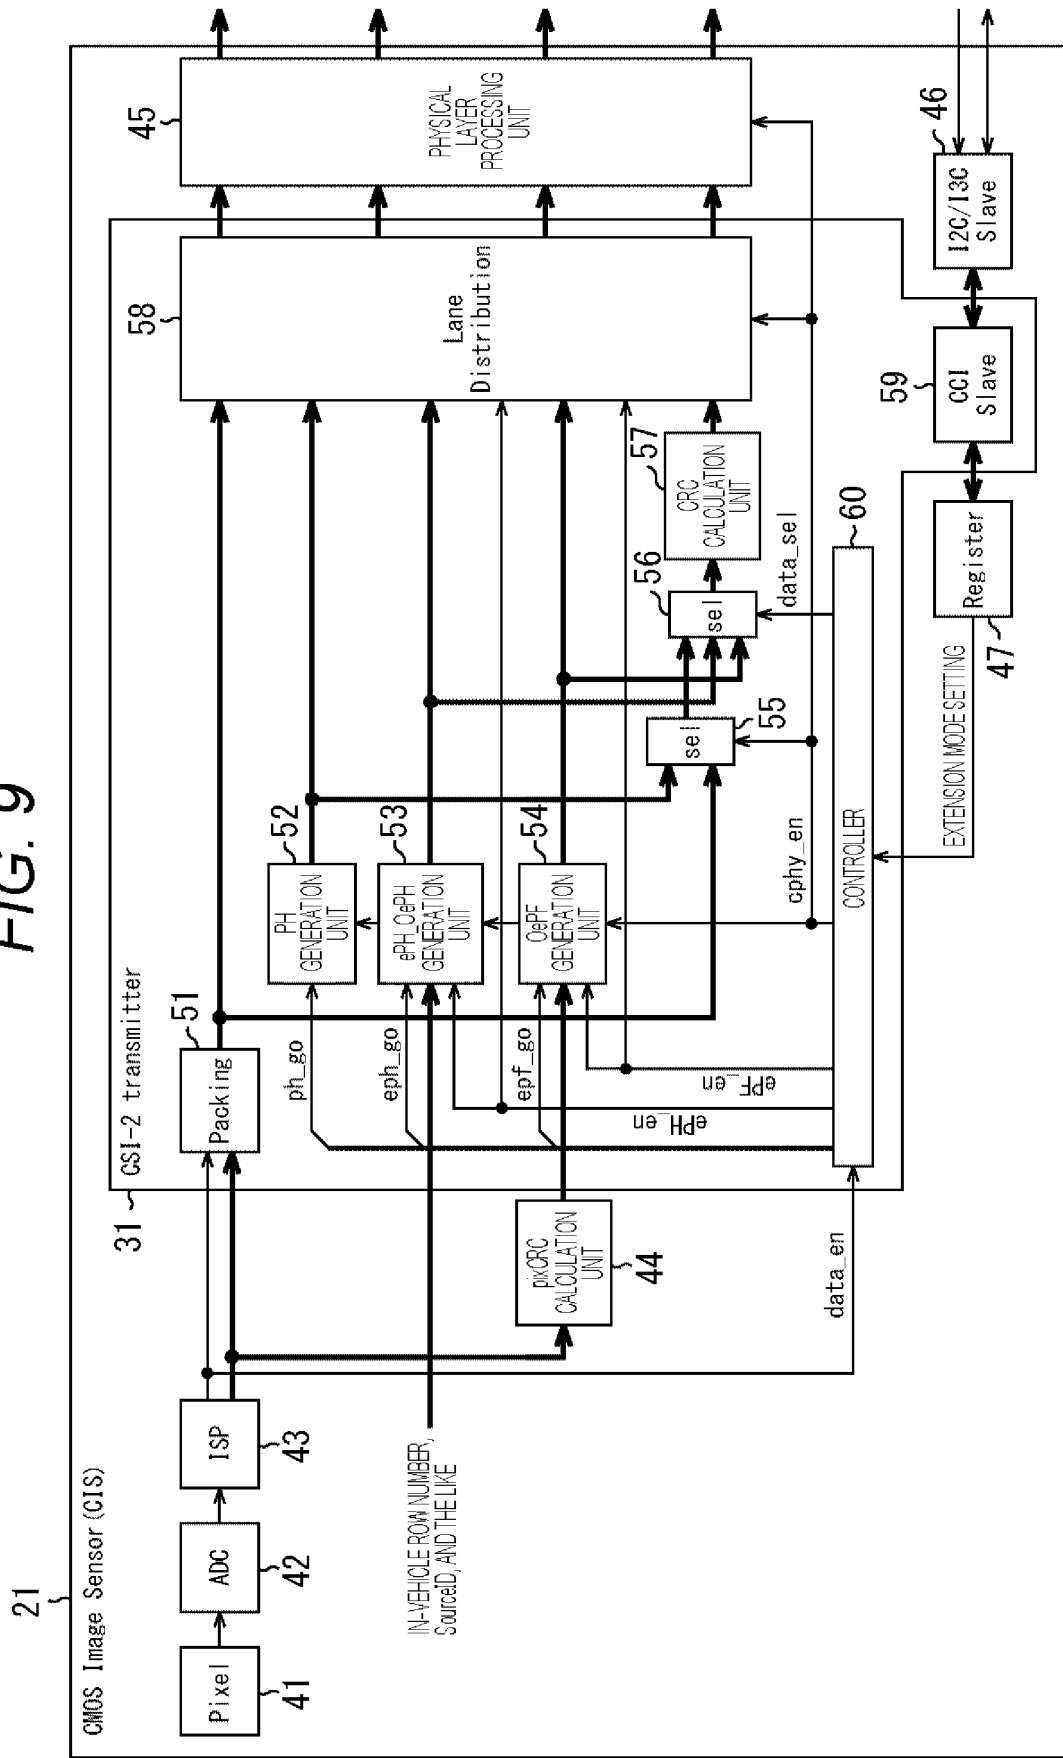 FIG. 9
21
CMOS Image Sensor(CIS)
Pixel
41
ADC
42
ISP
43
IN-VEHICLE ROW NUMBER,
SourceID, AND THE LIKE
pixCRC
CALCULATION
UNIT
44
data_en
31
CSI-2 transmitter
Packing
51
ph_go
eph_go
epf_go
ePH_en
ePF_en
PH
GENERATION
UNIT
52
ePH_OePH
GENERATION
UNIT
53
OePF
GENERATION
UNIT
54
cphy_en
CONTROLLER
60
sel
55
sel
56
data_sel
CRC
CALCULATION
UNIT
57
Lane
Distribution
58
PHYSICAL
LAYER
PROCESSING
UNIT
45
EXTENSION MODE SETTING
Register
47
CCI
Slave
59
I2C/I3C
Slave
46